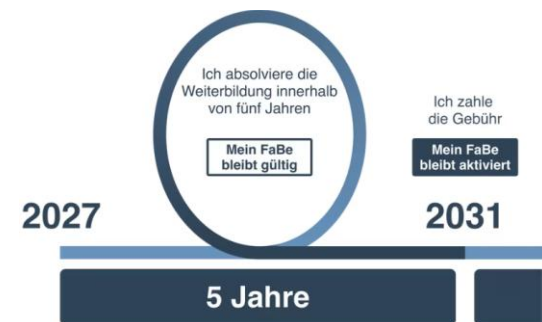 Ich absolviere die
Weiterbildung innerhalb
von fünf Jahren
Mein FaBe
bleibt gültig
Ich zahle
die Gebühr
Mein FaBe
bleibt aktiviert
2027
2031
5 Jahre